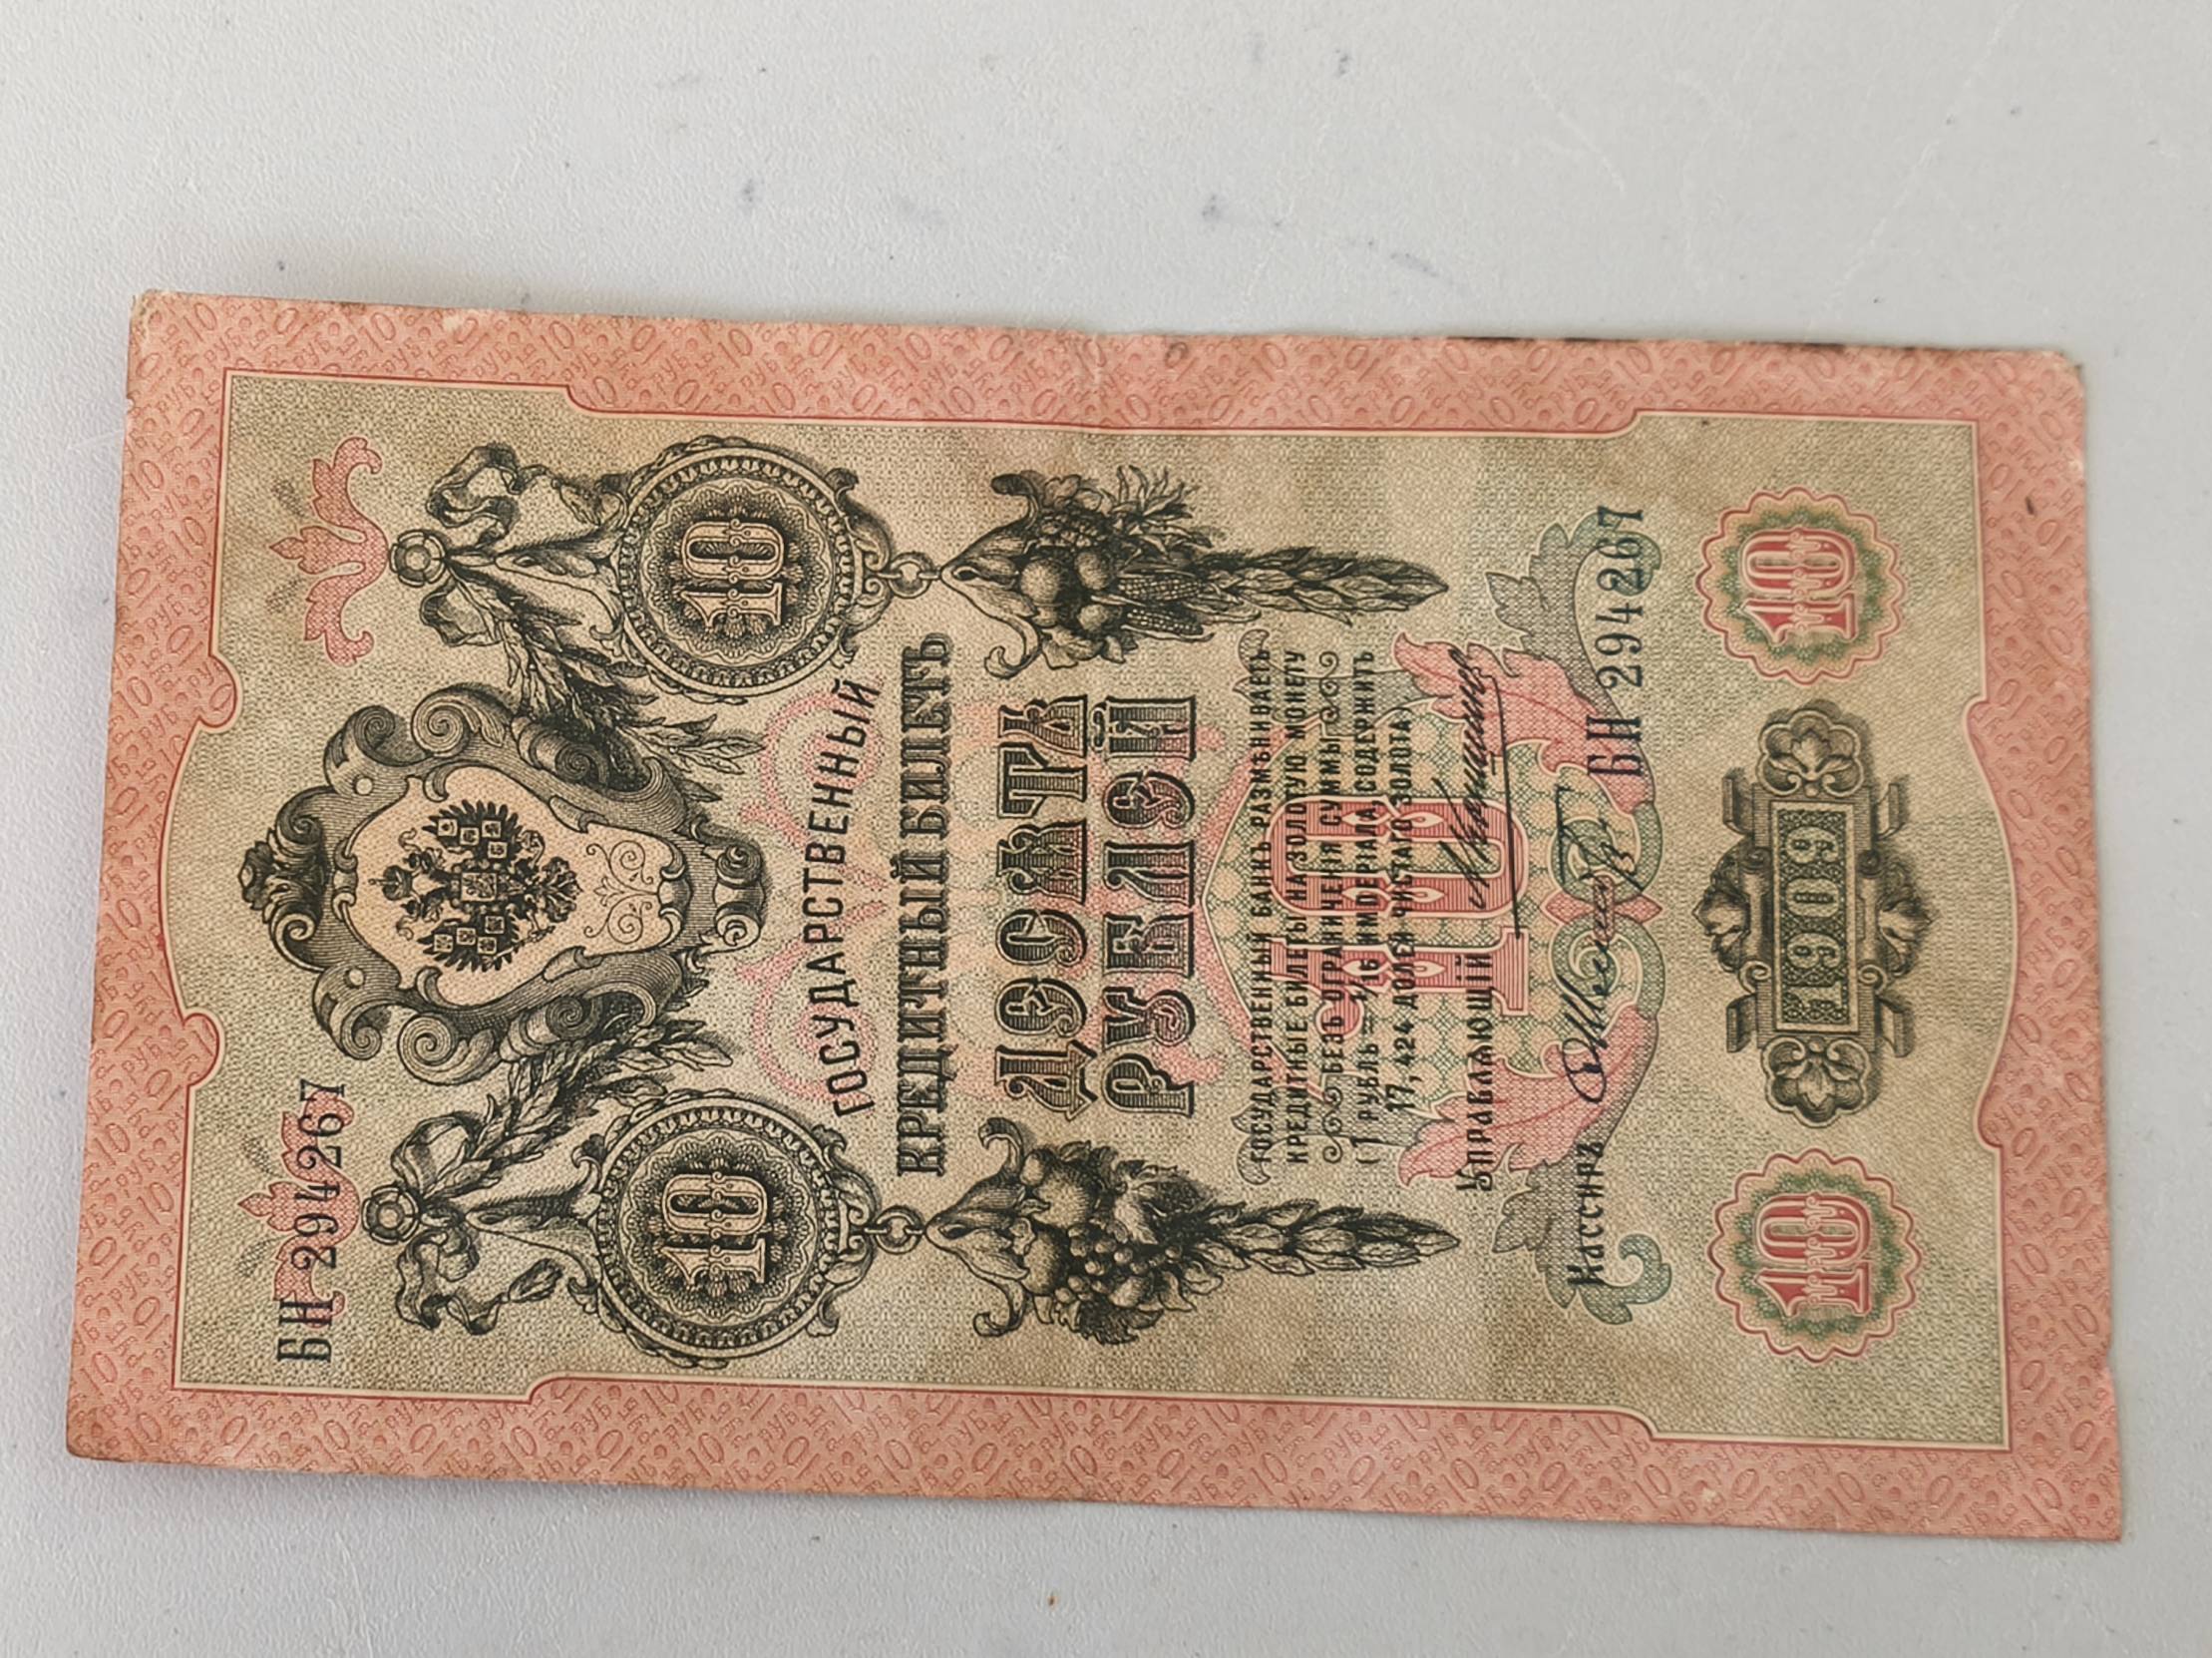 БН 294267
10
10
ГОСУДАРСТВЕННЫЙ
КРЕДИТНЫЙ БИЛЕТЪ
ДЕСЯТЬ
РУБЛЕЙ
ГОСУДАРСТВЕННЫЙ БАНКЪ РАЗМѢНИВАЕТЪ
КРЕДИТНЫЕ БИЛЕТЫ НА ЗОЛОТУЮ МОНЕТУ
БЕЗЪ ОГРАНИЧЕНІЯ СУММЫ
(1 РУБЛЬ = 1/15 ИМПЕРІАЛА, СОДЕРЖИТЪ
17,424 ДОЛЕЙ ЧИСТАГО ЗОЛОТА)
10
Управляющій
Кассиръ
БН 294267
10
1909
10